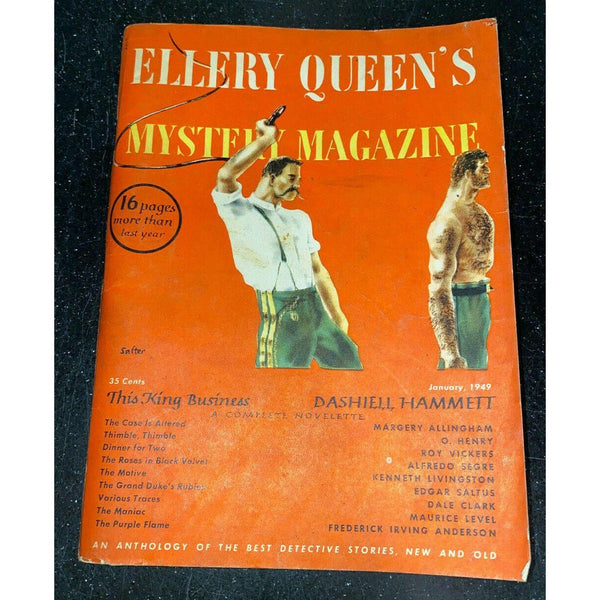 ELLERY QUEEN'S
MYSTERY MAGAZINE
16 pages
more than
last year
Salter
35 Cents
January, 1949
This King Business
DASHIELL HAMMETT
A COMPLETE NOVELETTE
The Case Is Altered
Thimble, Thimble
Dinner for Two
The Roses in Black Velvet
The Motive
The Grand Duke's Rubies
Various Traces
The Maniac
The Purple Flame
MARGERY ALLINGHAM
O. HENRY
ROY VICKERS
ALFREDO SEGRE
KENNETH LIVINGSTON
EDGAR SALTUS
DALE CLARK
MAURICE LEVEL
FREDERICK IRVING ANDERSON
AN ANTHOLOGY OF THE BEST DETECTIVE STORIES, NEW AND OLD